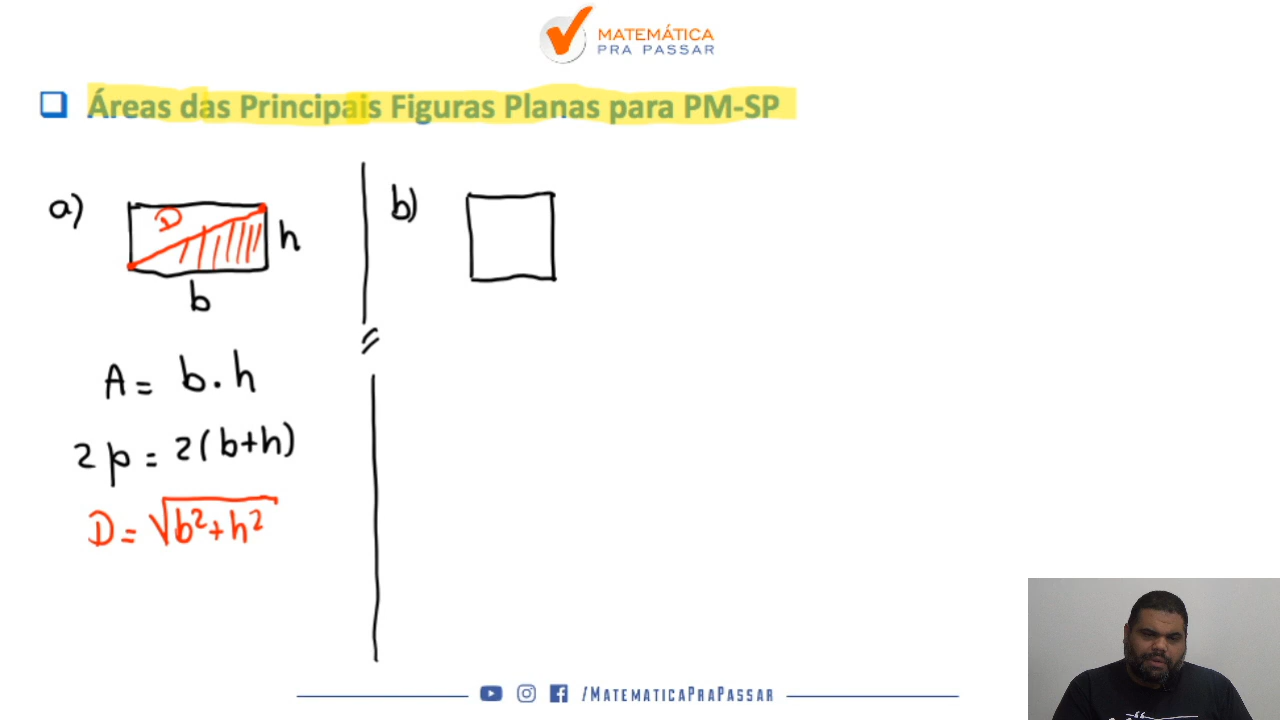 MATEMÁTICA
PRA PASSAR
Áreas das Principais Figuras Planas para PM-SP
a)
D
h
b
A = b . h
2p = 2(b+h)
D = √b²+h²
b)
/MATEMATICAPRAPASSAR